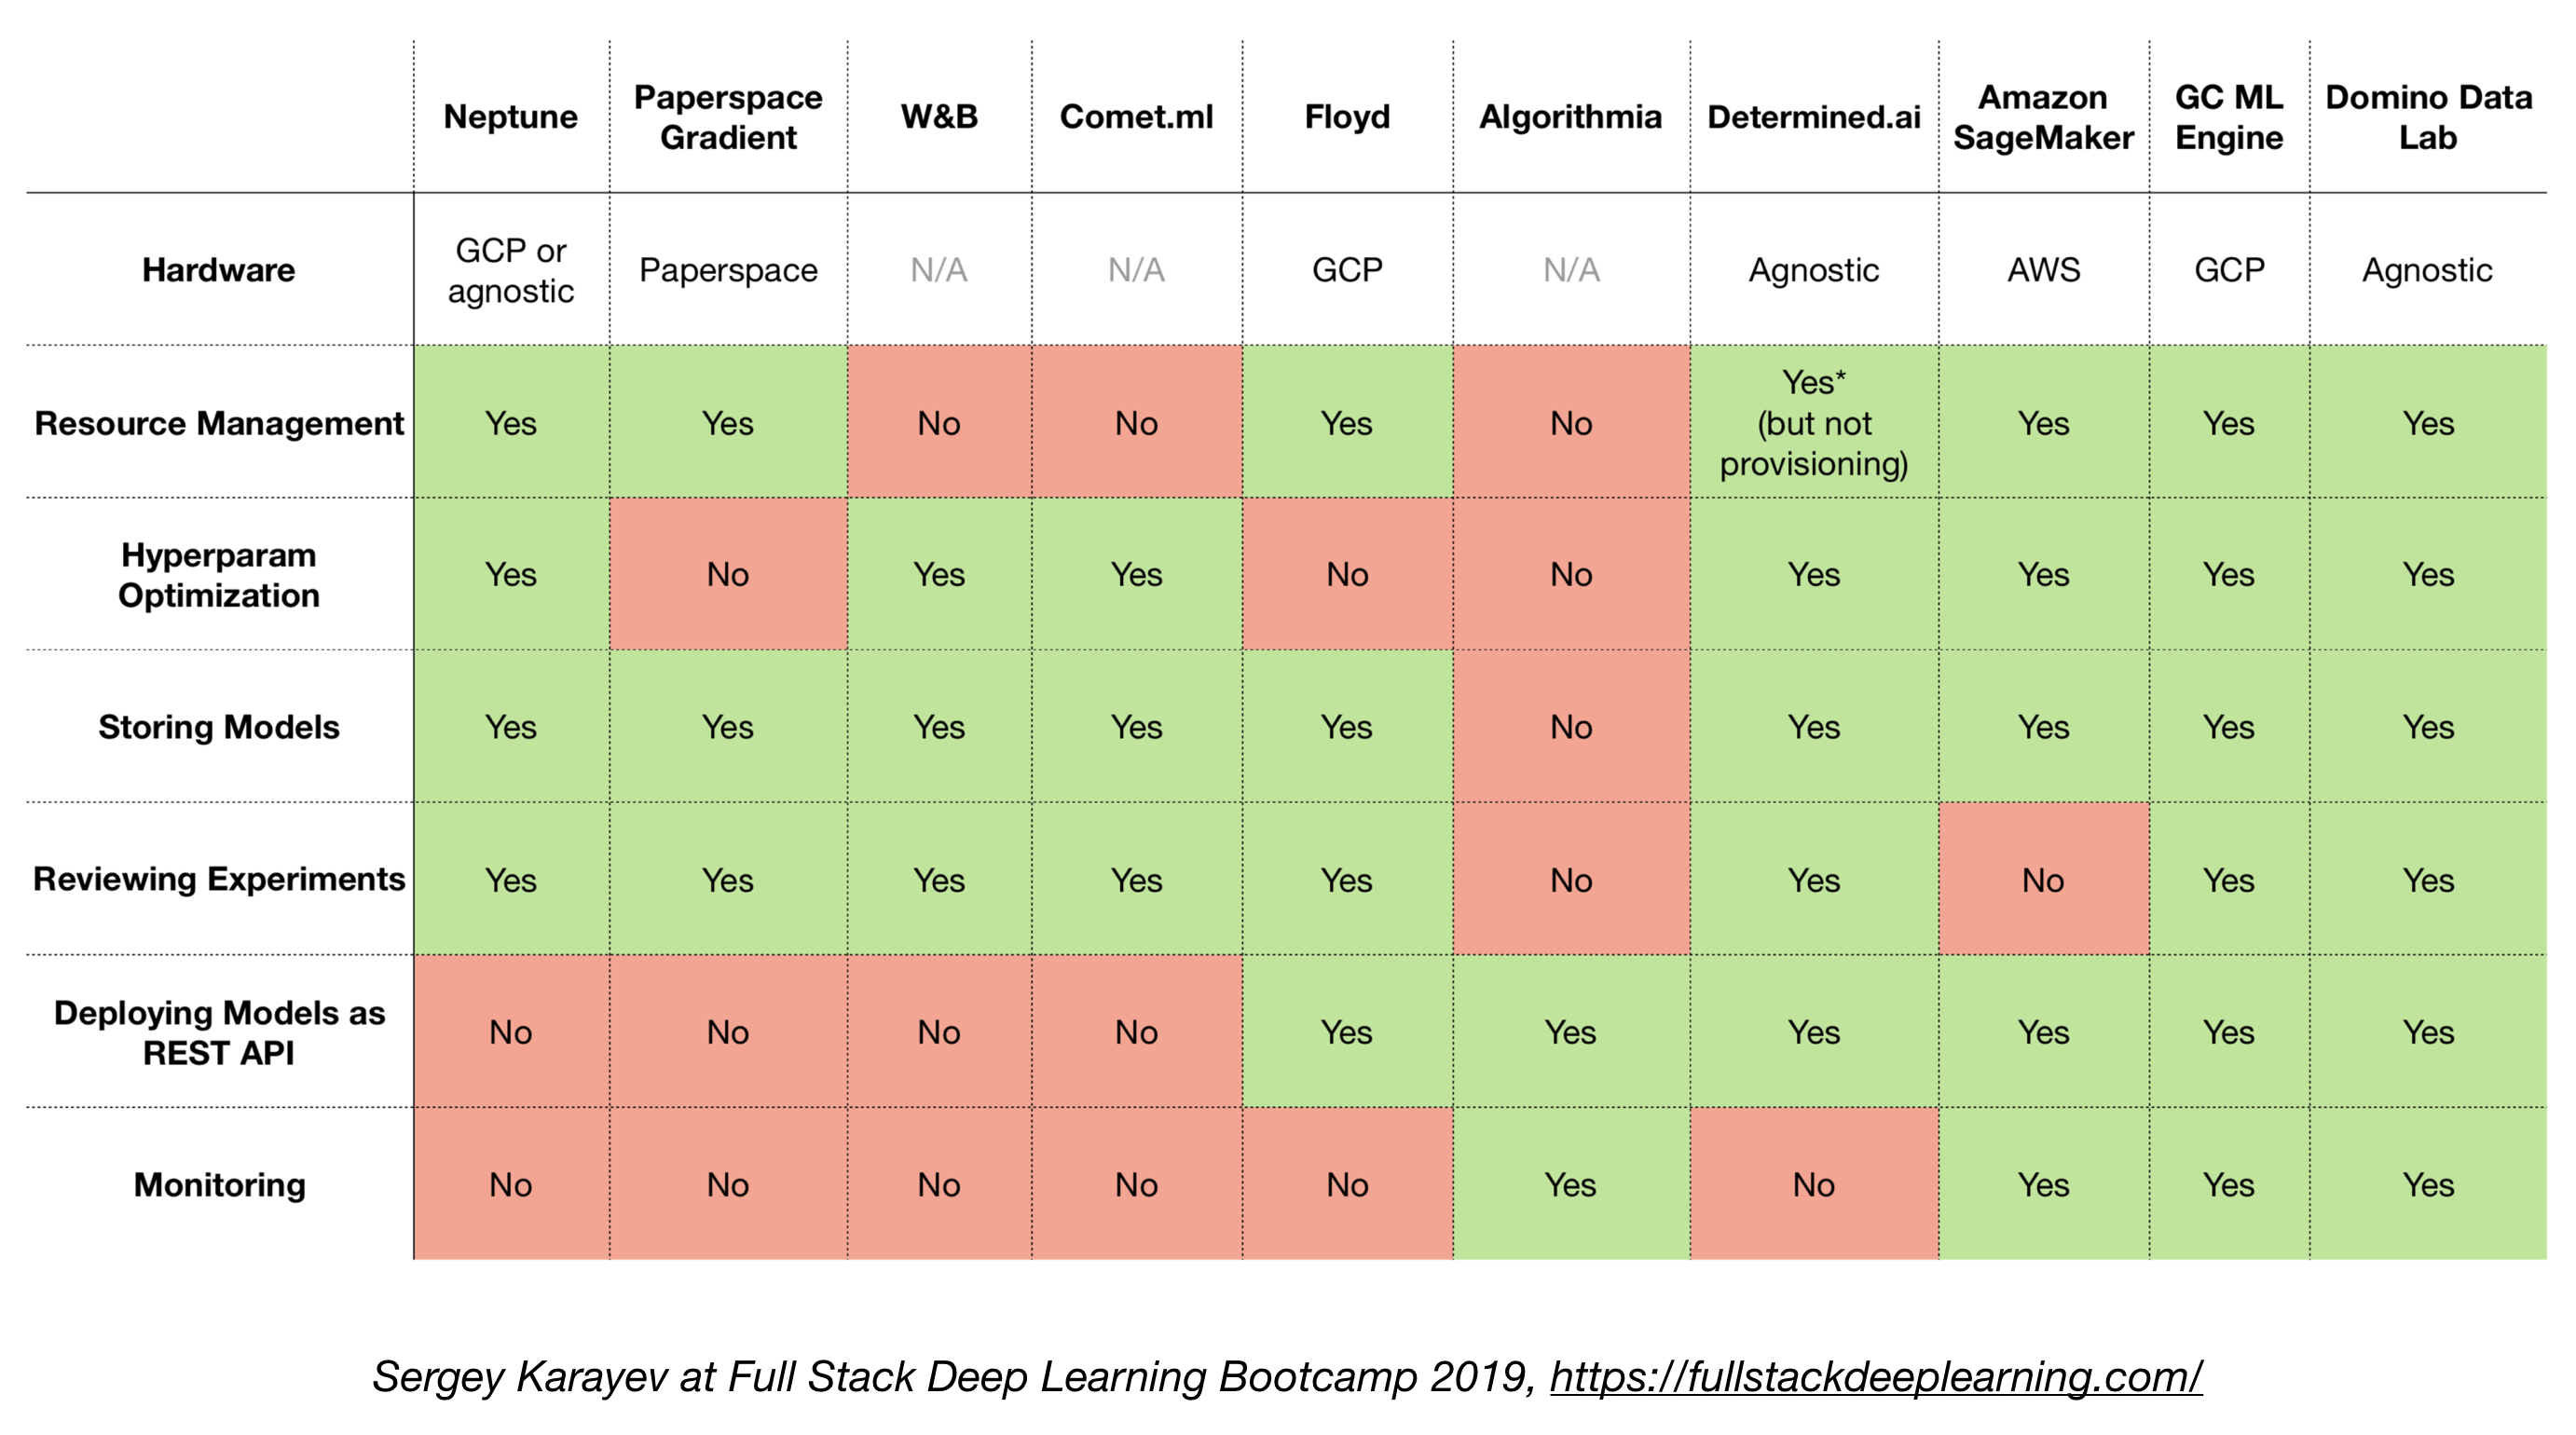 Neptune Paperspace Gradient W&B Comet.ml Floyd Algorithmia Determined.ai Amazon SageMaker GC ML Engine Domino Data Lab
Hardware GCP or agnostic Paperspace N/A N/A GCP N/A Agnostic AWS GCP Agnostic
Resource Management Yes Yes No No Yes No Yes* (but not provisioning) Yes Yes Yes
Hyperparam Optimization Yes No Yes Yes No No Yes Yes Yes Yes
Storing Models Yes Yes Yes Yes Yes No Yes Yes Yes Yes
Reviewing Experiments Yes Yes Yes Yes Yes No Yes No Yes Yes
Deploying Models as REST API No No No No Yes Yes Yes Yes Yes Yes
Monitoring No No No No No Yes No Yes Yes Yes
Sergey Karayev at Full Stack Deep Learning Bootcamp 2019, https://fullstackdeeplearning.com/